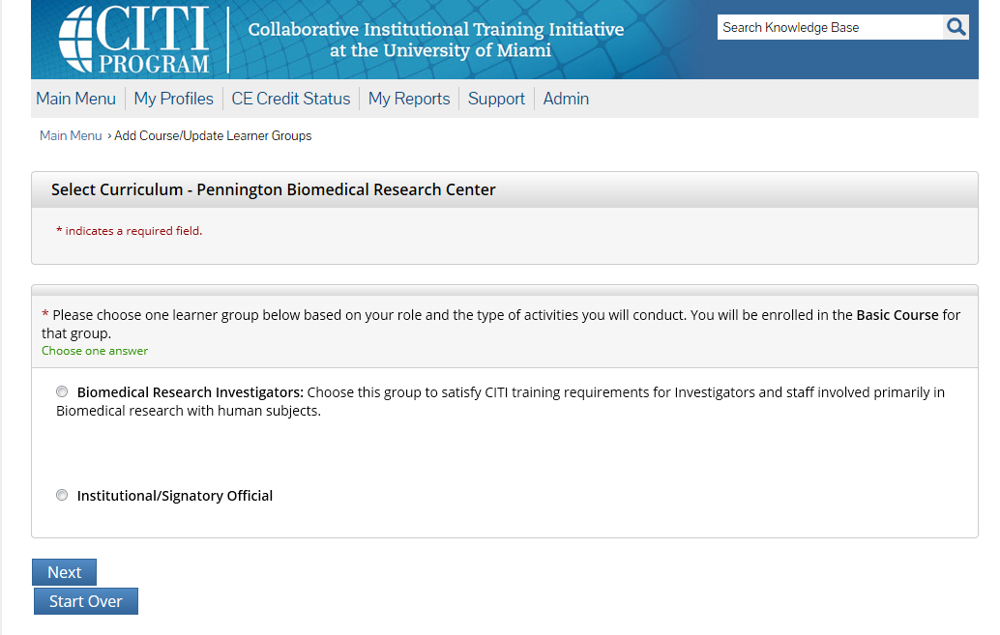 CITI
PROGRAM
Collaborative Institutional Training Initiative
at the University of Miami
Search Knowledge Base
Main Menu My Profiles CE Credit Status My Reports Support Admin
Main Menu › Add Course/Update Learner Groups
Select Curriculum - Pennington Biomedical Research Center
* indicates a required field.
* Please choose one learner group below based on your role and the type of activities you will conduct. You will be enrolled in the Basic Course for
that group.
Choose one answer
Biomedical Research Investigators: Choose this group to satisfy CITI training requirements for Investigators and staff involved primarily in
Biomedical research with human subjects.
Institutional/Signatory Official
Next
Start Over